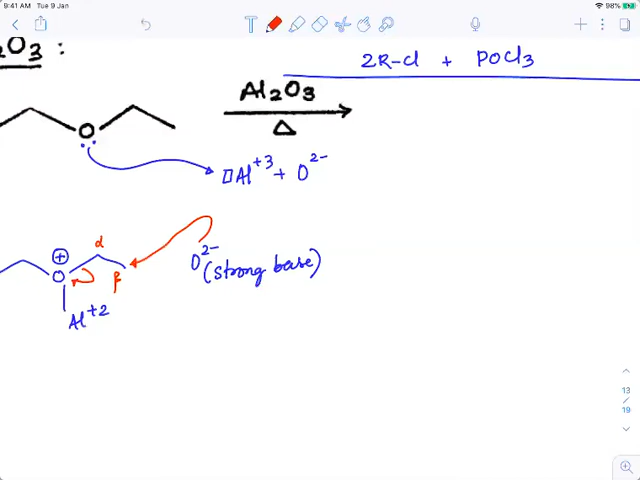 9:41 AM Tue 9 Jan
98%
2O3 :
2R-Cl + POCl3
Al2O3
O
Δ
Al+3 + O2-
+
α
O
β
O2- (strong base)
Al+2
13
/
19